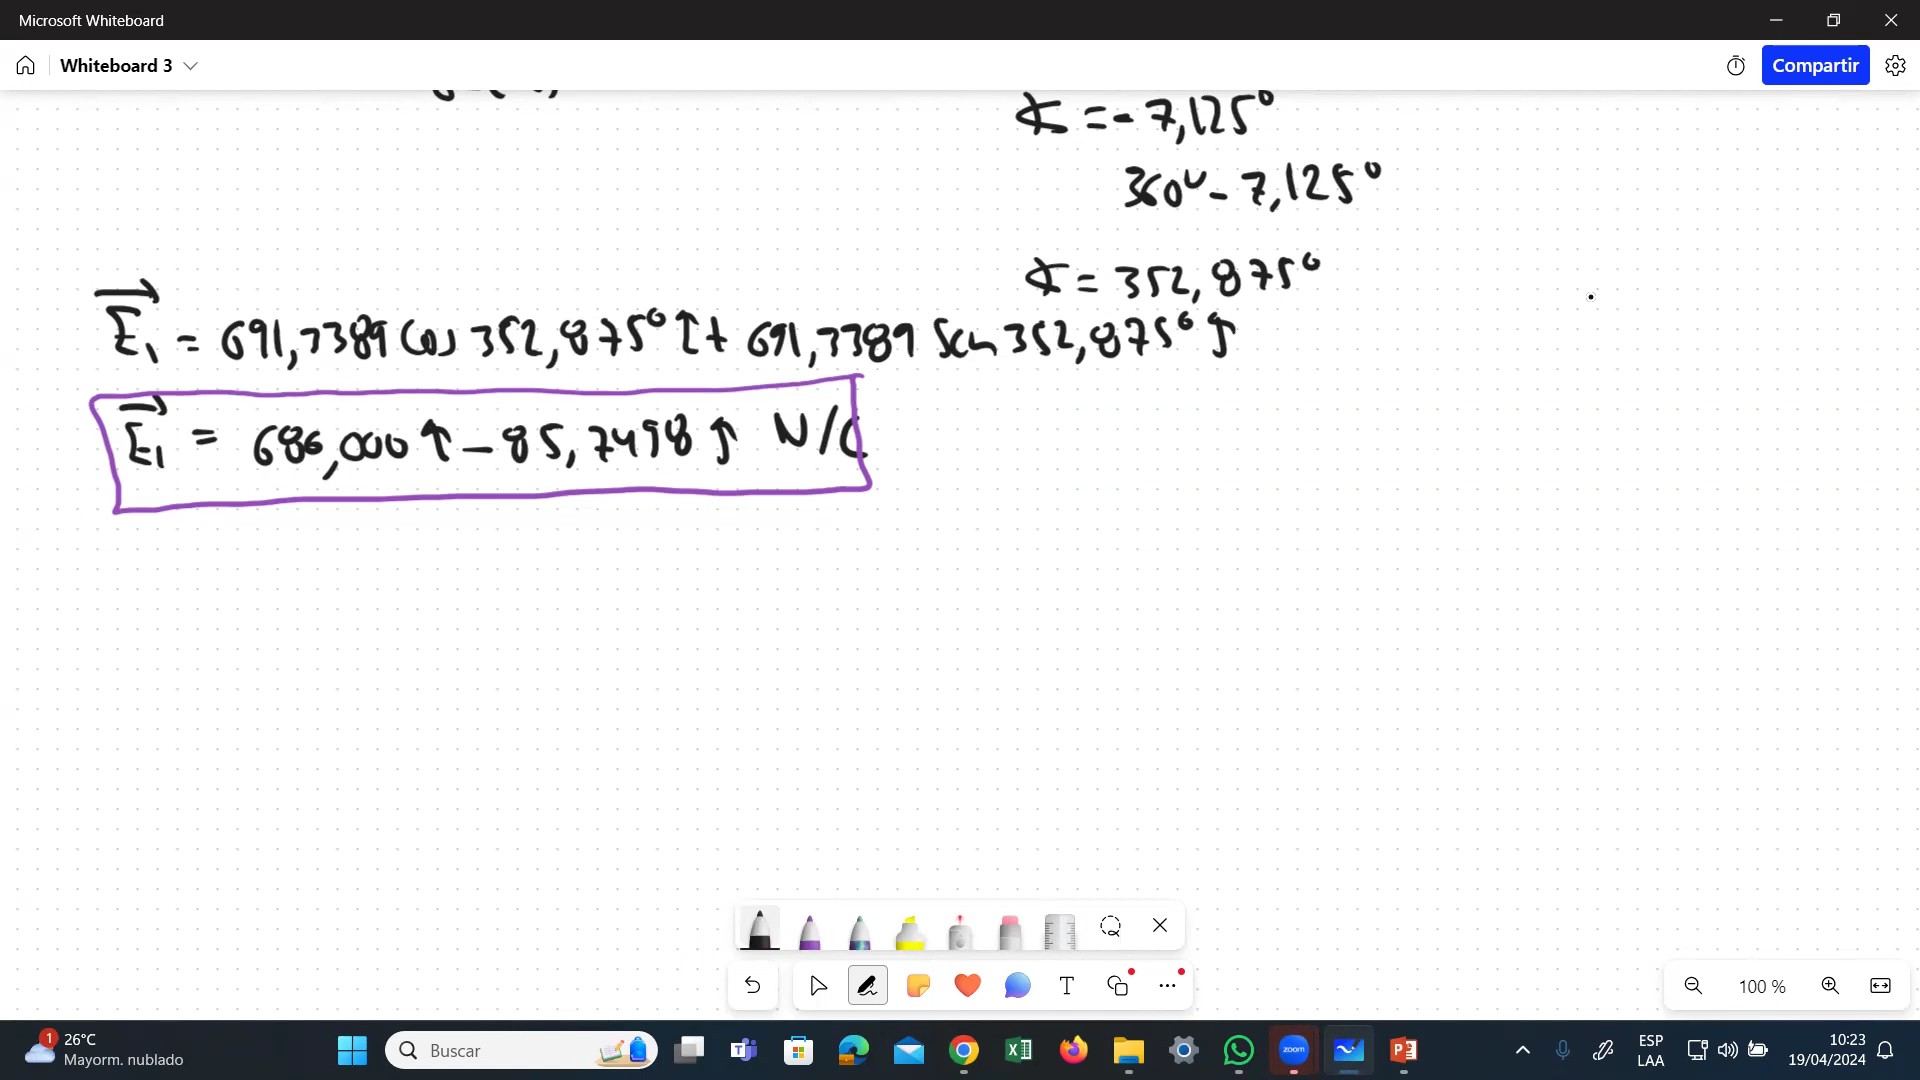 Microsoft Whiteboard
Whiteboard 3
Compartir
∡ = - 7,125°
360° - 7,125°
∡ = 352,875°
E₁ = 691,7389 Cos 352,875° î + 691,7389 Sen 352,875° ĵ
E₁ = 686,000 î - 85,7498 ĵ N/C
100 %
1
26°C
Mayorm. nublado
Buscar
zoom
ESP
LAA
10:23
19/04/2024